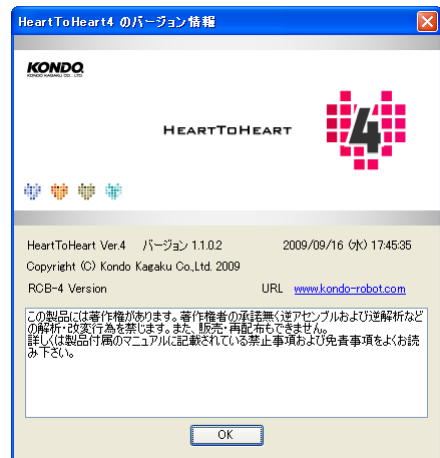 HeartToHeart4 のバージョン情報
KONDO
KONDO KAGAKU CO., LTD
HEARTTOHEART
4
HeartToHeart Ver.4 バージョン 1.1.0.2 2009/09/16 (水) 17:45:35
Copyright (C) Kondo Kagaku Co.,Ltd. 2009
RCB-4 Version URL www.kondo-robot.com
この製品には著作権があります。著作権者の承諾無く逆アセンブルおよび逆解析など
の解析・改変行為を禁じます。また、販売・再配布もできません。
詳しくは製品付属のマニュアルに記載されている禁止事項および免責事項をよくお読
み下さい。
OK